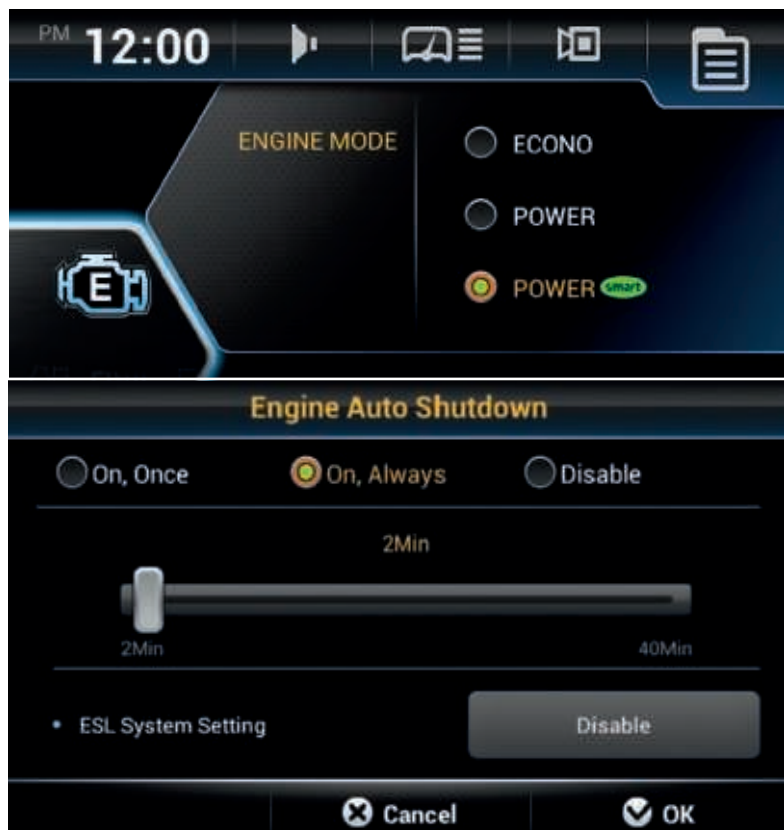 PM 12:00
ENGINE MODE
ECONO
POWER
POWER smart
E
Engine Auto Shutdown
On, Once
On, Always
Disable
2Min
2Min
40Min
• ESL System Setting
Disable
Cancel
OK